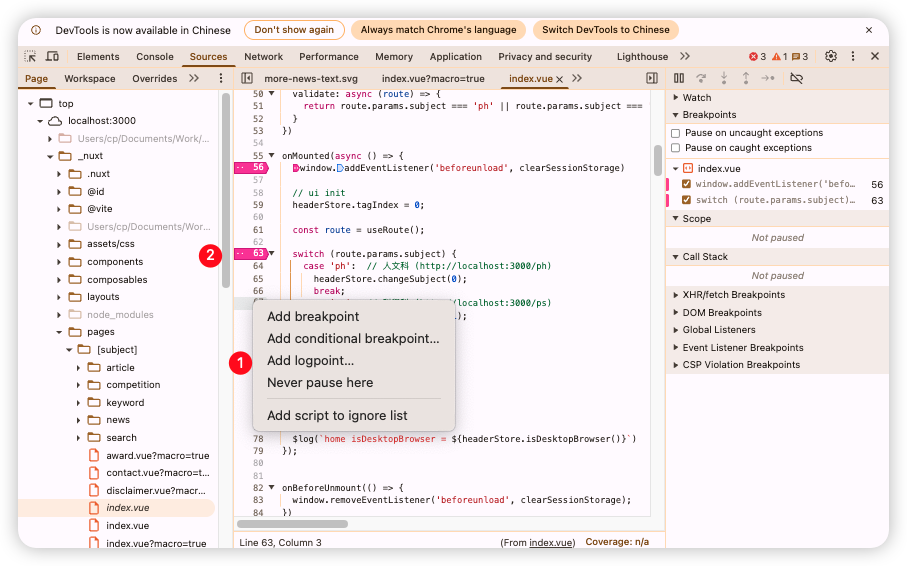 DevTools is now available in Chinese
Don't show again
Always match Chrome's language
Switch DevTools to Chinese
Elements Console Sources Network Performance Memory Application Privacy and security Lighthouse
3 1 3
Page Workspace Overrides
more-news-text.svg index.vue?macro=true index.vue
top
localhost:3000
Users/cp/Documents/Work/...
_nuxt
.nuxt
@id
@vite
Users/cp/Documents/Wor...
assets/css
components
composables
layouts
node_modules
pages
[subject]
article
competition
keyword
news
search
award.vue?macro=true
contact.vue?macro=t...
disclaimer.vue?macr...
index.vue
index.vue
index.vue?macro=true
2
1
50 validate: async (route) => {
51 return route.params.subject === 'ph' || route.params.subject ===
52 }
53 })
54
55 onMounted(async () => {
56 window.addEventListener('beforeunload', clearSessionStorage)
57
58 // ui init
59 headerStore.tagIndex = 0;
60
61 const route = useRoute();
62
63 switch (route.params.subject) {
64 case 'ph': // 人文科 (http://localhost:3000/ph)
65 headerStore.changeSubject(0);
66 break;
(http://localhost:3000/ps)
);
Add breakpoint
Add conditional breakpoint...
Add logpoint...
Never pause here
Add script to ignore list
78 $log(`home isDesktopBrowser = ${headerStore.isDesktopBrowser()}`)
79 });
80
81
82 onBeforeUnmount(() => {
83 window.removeEventListener('beforeunload', clearSessionStorage);
84 })
Line 63, Column 3
(From index.vue)
Coverage: n/a
Watch
Breakpoints
Pause on uncaught exceptions
Pause on caught exceptions
index.vue
window.addEventListener('befo... 56
switch (route.params.subject)... 63
Scope
Not paused
Call Stack
Not paused
XHR/fetch Breakpoints
DOM Breakpoints
Global Listeners
Event Listener Breakpoints
CSP Violation Breakpoints